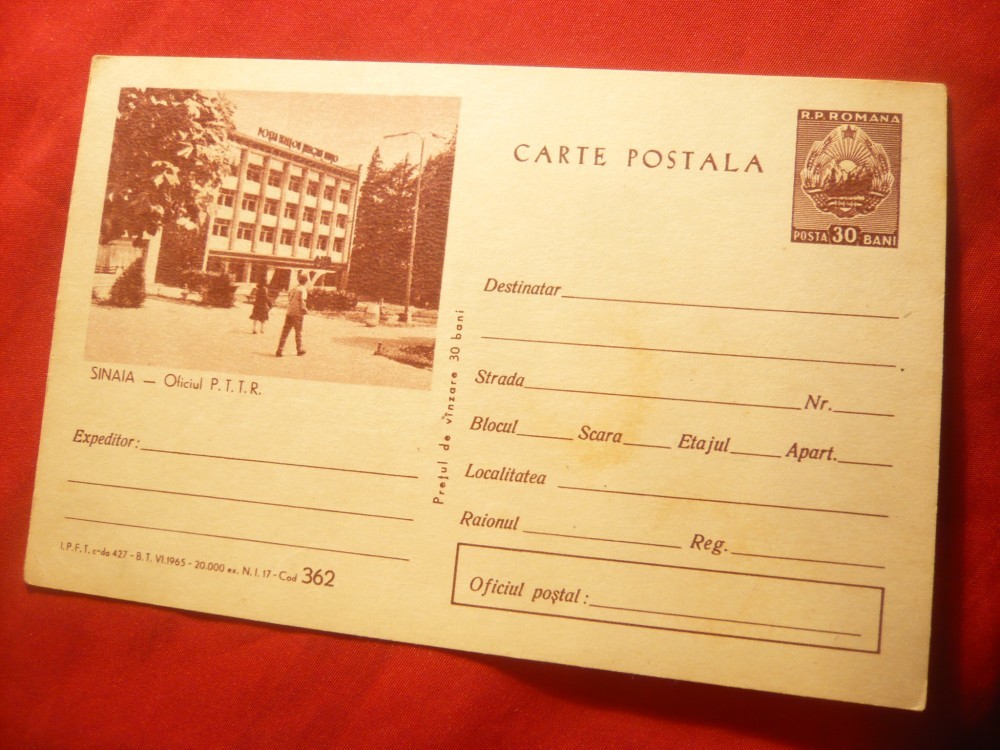 CARTE POSTALA
R.P. ROMANA
POSTA 30 BANI
SINAIA — Oficiul P.T.T.R.
Expeditor:
I.P.F.T. c-da 427 - B.T. VI.1965 - 20.000 ex. N.I. 17 - Cod 362
Prețul de vînzare 30 bani
Destinatar
Strada Nr.
Blocul Scara Etajul Apart.
Localitatea
Raionul Reg.
Oficiul poștal: